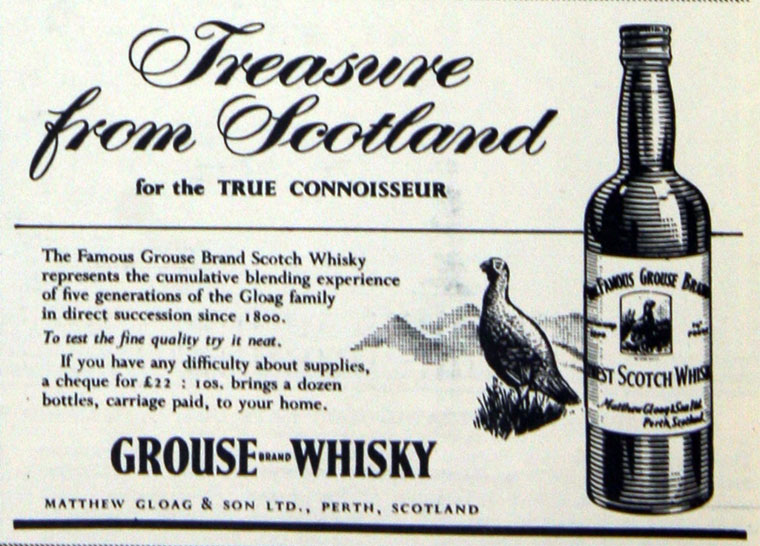 Treasure
from Scotland
for the TRUE CONNOISSEUR
The Famous Grouse Brand Scotch Whisky
represents the cumulative blending experience
of five generations of the Gloag family
in direct succession since 1800.
To test the fine quality try it neat.
If you have any difficulty about supplies,
a cheque for £22 : 10s. brings a dozen
bottles, carriage paid, to your home.
GROUSE BRAND WHISKY
MATTHEW GLOAG & SON LTD., PERTH, SCOTLAND
FAMOUS GROUSE BRAND
SCOTCH WHISKY
Matthew Gloag & Son Ltd.
Perth, Scotland.